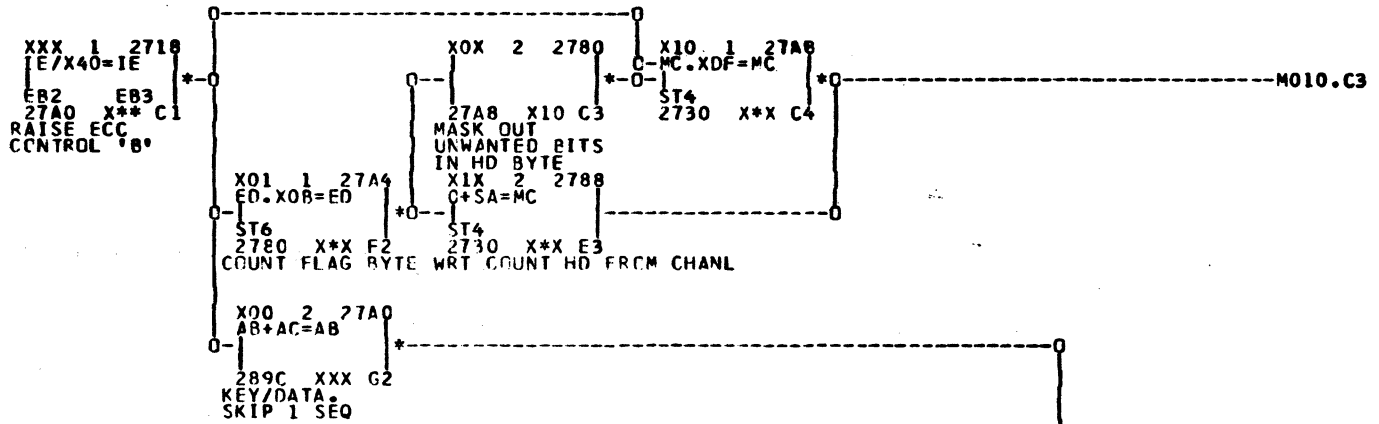 XXX 1 2718
IE/X40=IE
EB2 EB3
27A0 X** C1
RAISE ECC
CONTROL 'B'
X0X 2 2780
27A8 X10 C3
MASK OUT
UNWANTED BITS
IN HD BYTE
X10 1 27A8
MC.XDF=MC
ST4
2730 X*X C4
M010.C3
X01 1 27A4
ED.X0B=ED
ST6
2780 X*X E2
X1X 2 2788
C+SA=MC
ST4
2730 X*X E3
COUNT FLAG BYTE WRT COUNT HD FROM CHANL
X00 2 27A0
AB+AC=AB
289C XXX G2
KEY/DATA.
SKIP 1 SEQ